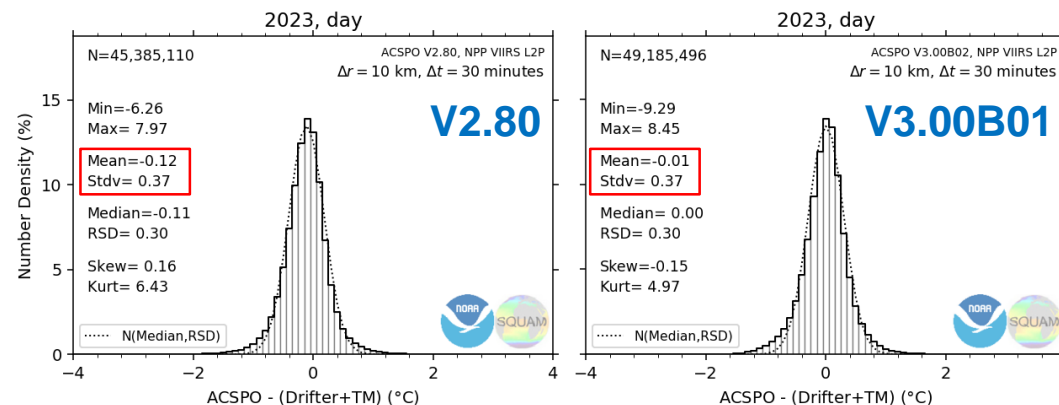 2023, day
N=45,385,110
ACSPO V2.80, NPP VIIRS L2P
Δr = 10 km, Δt = 30 minutes
V2.80
Min=-6.26
Max= 7.97
Mean=-0.12
Stdv= 0.37
Median=-0.11
RSD= 0.30
Skew= 0.16
Kurt= 6.43
NOAA
SQUAM
N(Median,RSD)
Number Density (%)
15
10
5
0
−4
−2
0
2
4
ACSPO - (Drifter+TM) (°C)
2023, day
N=49,185,496
ACSPO V3.00B02, NPP VIIRS L2P
Δr = 10 km, Δt = 30 minutes
V3.00B01
Min=-9.29
Max= 8.45
Mean=-0.01
Stdv= 0.37
Median= 0.00
RSD= 0.30
Skew=-0.15
Kurt= 4.97
NOAA
SQUAM
N(Median,RSD)
−4
−2
0
2
ACSPO - (Drifter+TM) (°C)